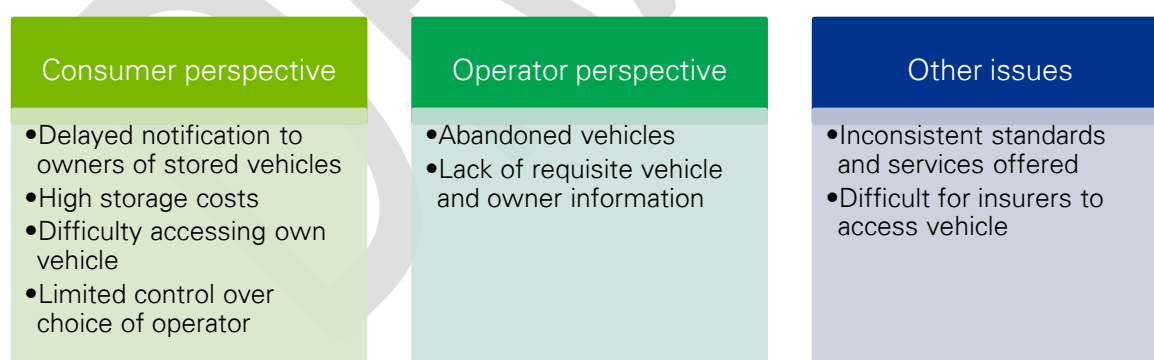 Consumer perspective
•Delayed notification to
owners of stored vehicles
•High storage costs
•Difficulty accessing own
vehicle
•Limited control over
choice of operator
Operator perspective
•Abandoned vehicles
•Lack of requisite vehicle
and owner information
Other issues
•Inconsistent standards
and services offered
•Difficult for insurers to
access vehicle